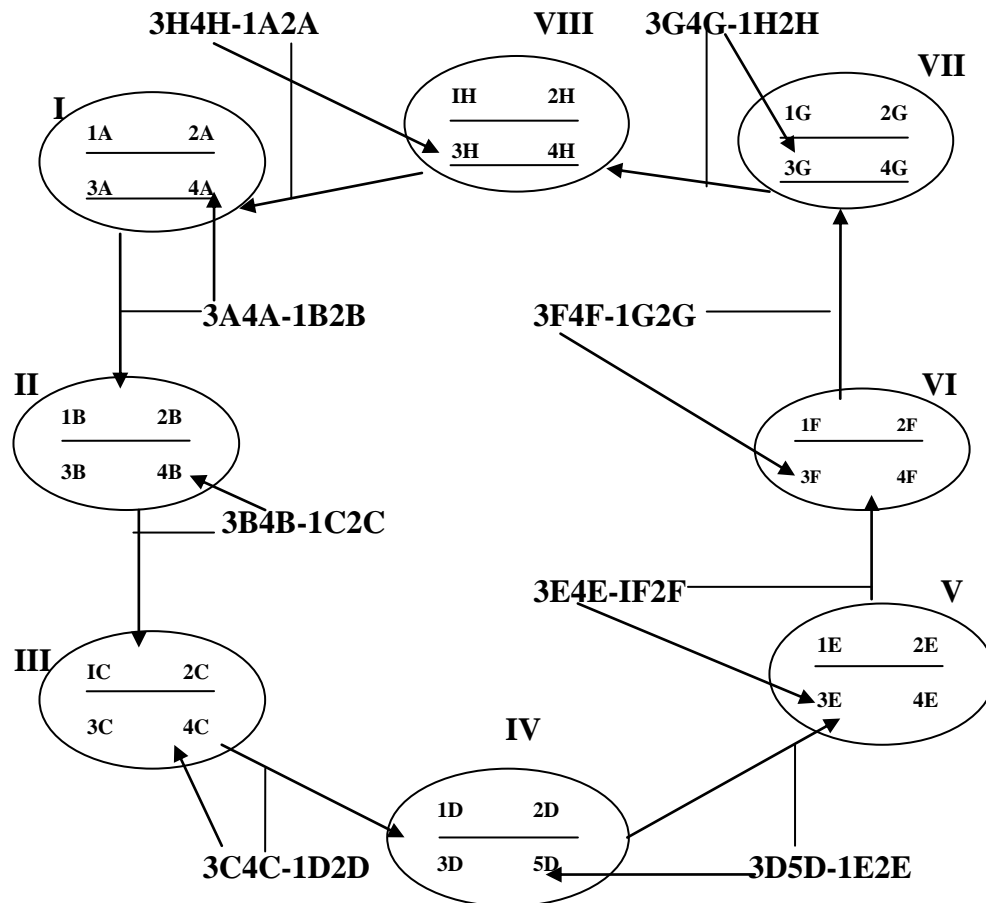 3H4H-1A2A
VIII
3G4G-1H2H
VII
I
1A 2A
3A 4A
IH 2H
3H 4H
1G 2G
3G 4G
3A4A-1B2B
3F4F-1G2G
II
1B 2B
3B 4B
VI
1F 2F
3F 4F
3B4B-1C2C
3E4E-IF2F
V
III
IC 2C
3C 4C
1E 2E
3E 4E
IV
1D 2D
3D 5D
3C4C-1D2D
3D5D-1E2E